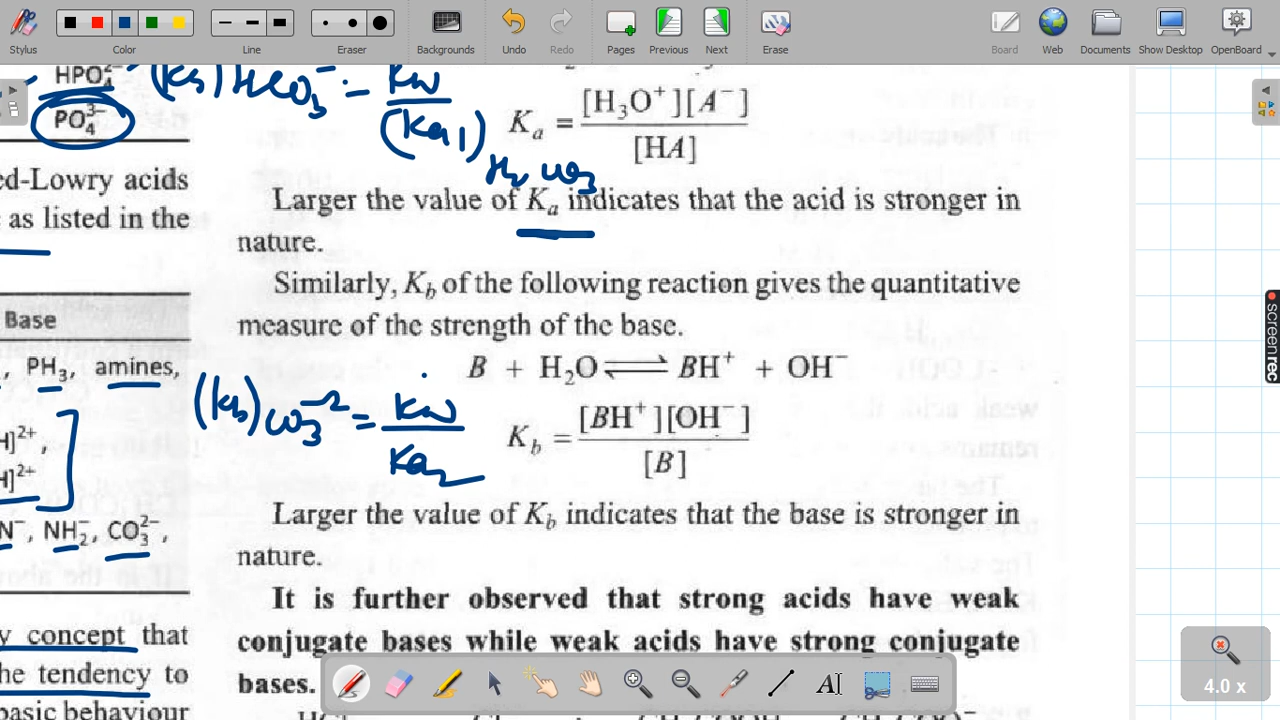 Stylus
Color
Line
Eraser
Backgrounds
Undo
Redo
Pages
Previous
Next
Erase
Board
Web
Documents
Show Desktop
OpenBoard
HPO₄²⁻
PO₄³⁻
ed-Lowry acids
as listed in the
Base
, PH₃, amines,
H]²⁺,
H]²⁺
N⁻, NH₂⁻, CO₃²⁻,
y concept that
he tendency to
basic behaviour
(Kb) HCO₃⁻ = Kw
(Ka1) H₂CO₃
Kₐ = [H₃O⁺][A⁻]
[HA]
Larger the value of Kₐ indicates that the acid is stronger in
nature.
Similarly, K_b of the following reaction gives the quantitative
measure of the strength of the base.
B + H₂O ⇌ BH⁺ + OH⁻
(Kb) CO₃⁻² = Kw
Ka₂
K_b = [BH⁺][OH⁻]
[B]
Larger the value of K_b indicates that the base is stronger in
nature.
It is further observed that strong acids have weak
conjugate bases while weak acids have strong conjugate
bases.
4.0 x
screen rec